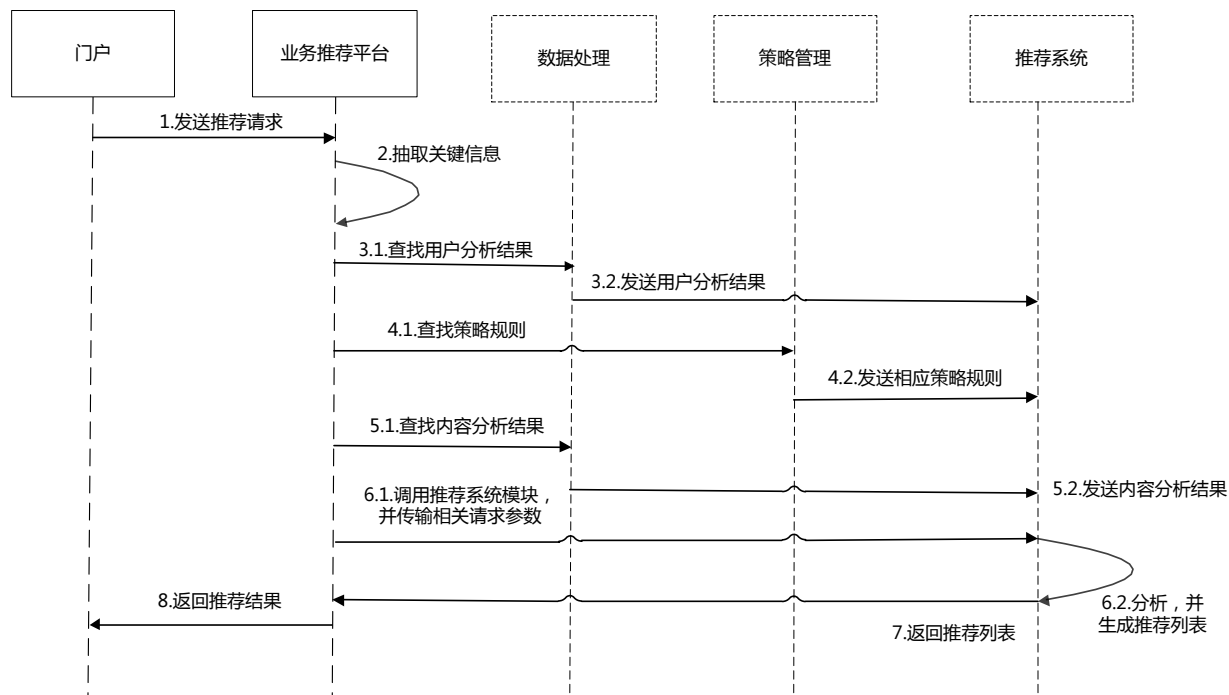 门户
业务推荐平台
数据处理
策略管理
推荐系统
1.发送推荐请求
2.抽取关键信息
3.1.查找用户分析结果
3.2.发送用户分析结果
4.1.查找策略规则
4.2.发送相应策略规则
5.1.查找内容分析结果
5.2.发送内容分析结果
6.1.调用推荐系统模块，
并传输相关请求参数
6.2.分析，并
生成推荐列表
7.返回推荐列表
8.返回推荐结果